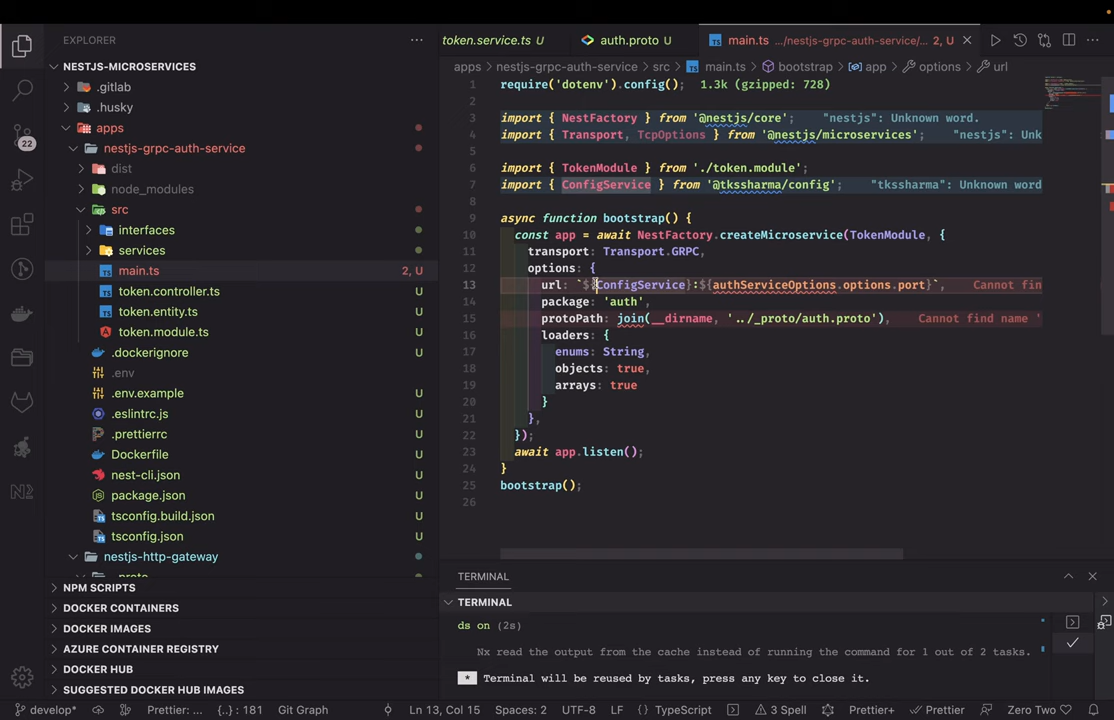 EXPLORER
NESTJS-MICROSERVICES
.gitlab
.husky
apps
nestjs-grpc-auth-service
dist
node_modules
src
interfaces
services
main.ts 2, U
token.controller.ts U
token.entity.ts U
token.module.ts U
.dockerignore U
.env
.env.example U
.eslintrc.js U
.prettierrc U
Dockerfile U
nest-cli.json U
package.json U
tsconfig.build.json U
tsconfig.json U
nestjs-http-gateway
proto
NPM SCRIPTS
DOCKER CONTAINERS
DOCKER IMAGES
AZURE CONTAINER REGISTRY
DOCKER HUB
SUGGESTED DOCKER HUB IMAGES
22
token.service.ts U
auth.proto U
main.ts .../nestjs-grpc-auth-service/... 2, U
apps > nestjs-grpc-auth-service > src > main.ts > bootstrap > app > options > url
1 require('dotenv').config(); 1.3k (gzipped: 728)
2
3 import { NestFactory } from '@nestjs/core'; "nestjs": Unknown word.
4 import { Transport, TcpOptions } from '@nestjs/microservices'; "nestjs": Unk
5
6 import { TokenModule } from './token.module';
7 import { ConfigService } from '@tkssharma/config'; "tkssharma": Unknown word
8
9 async function bootstrap() {
10 const app = await NestFactory.createMicroservice(TokenModule, {
11 transport: Transport.GRPC,
12 options: {
13 url: `${ConfigService}:${authServiceOptions.options.port}`, Cannot fin
14 package: 'auth',
15 protoPath: join(__dirname, '../_proto/auth.proto'), Cannot find name '
16 loaders: {
17 enums: String,
18 objects: true,
19 arrays: true
20 }
21 },
22 });
23 await app.listen();
24 }
25 bootstrap();
26
TERMINAL
TERMINAL
ds on (2s)
Nx read the output from the cache instead of running the command for 1 out of 2 tasks.
* Terminal will be reused by tasks, press any key to close it.
develop* Prettier: ... {..} : 181 Git Graph Ln 13, Col 15 Spaces: 2 UTF-8 LF {} TypeScript 3 Spell Prettier+ Prettier Zero Two